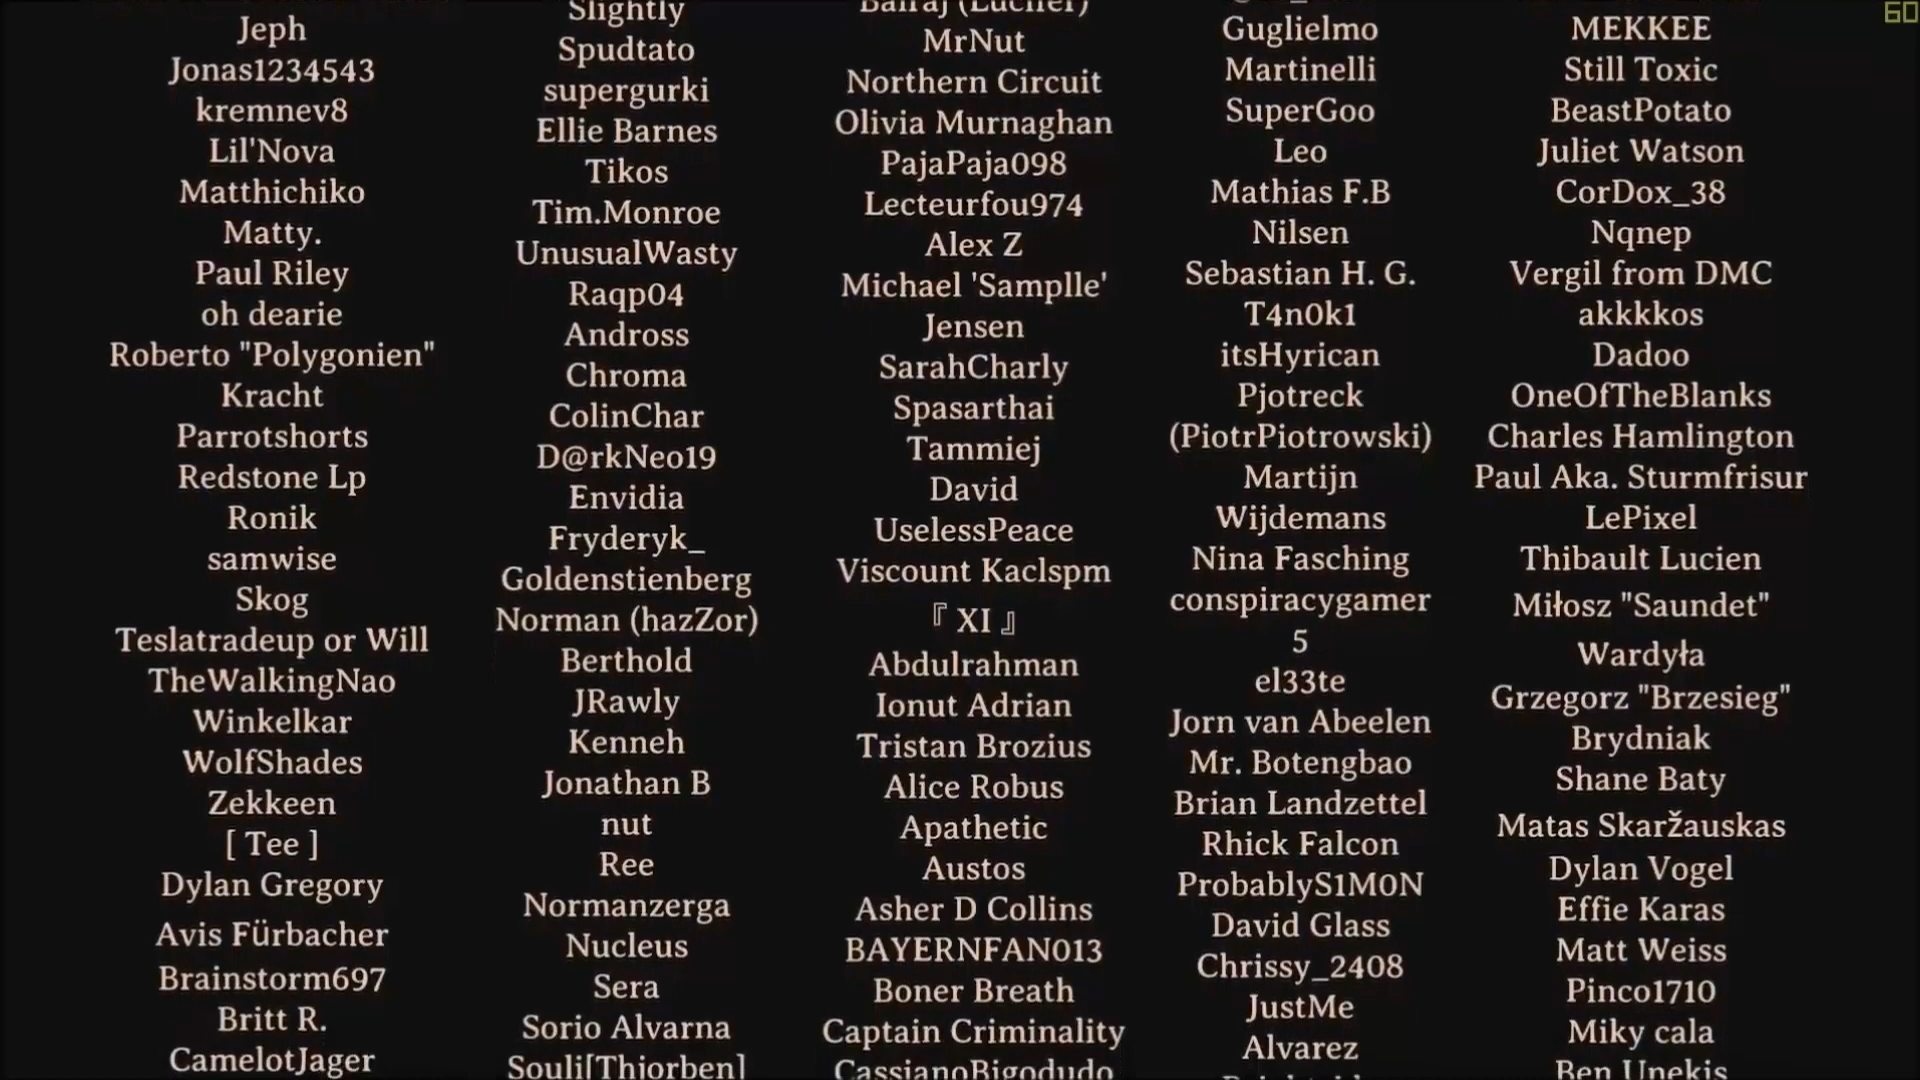 Jeph
Jonas1234543
kremnev8
Lil'Nova
Matthichiko
Matty.
Paul Riley
oh dearie
Roberto "Polygonien"
Kracht
Parrotshorts
Redstone Lp
Ronik
samwise
Skog
Teslatradeup or Will
TheWalkingNao
Winkelkar
WolfShades
Zekkeen
[ Tee ]
Dylan Gregory
Avis Fürbacher
Brainstorm697
Britt R.
CamelotJager
Slightly
Spudtato
supergurki
Ellie Barnes
Tikos
Tim.Monroe
UnusualWasty
Raqp04
Andross
Chroma
ColinChar
D@rkNeo19
Envidia
Fryderyk_
Goldenstienberg
Norman (hazZor)
Berthold
JRawly
Kenneh
Jonathan B
nut
Ree
Normanzerga
Nucleus
Sera
Sorio Alvarna
Souli[Thiorben]
MrNut
Northern Circuit
Olivia Murnaghan
PajaPaja098
Lecteurfou974
Alex Z
Michael 'Samplle'
Jensen
SarahCharly
Spasarthai
Tammiej
David
UselessPeace
Viscount Kaclspm
『 XI 』
Abdulrahman
Ionut Adrian
Tristan Brozius
Alice Robus
Apathetic
Austos
Asher D Collins
BAYERNFAN013
Boner Breath
Captain Criminality
CassianoBigodudo
Guglielmo
Martinelli
SuperGoo
Leo
Mathias F.B
Nilsen
Sebastian H. G.
T4n0k1
itsHyrican
Pjotreck
(PiotrPiotrowski)
Martijn
Wijdemans
Nina Fasching
conspiracygamer
5
el33te
Jorn van Abeelen
Mr. Botengbao
Brian Landzettel
Rhick Falcon
ProbablyS1M0N
David Glass
Chrissy_2408
JustMe
Alvarez
MEKKEE
Still Toxic
BeastPotato
Juliet Watson
CorDox_38
Nqnep
Vergil from DMC
akkkkos
Dadoo
OneOfTheBlanks
Charles Hamlington
Paul Aka. Sturmfrisur
LePixel
Thibault Lucien
Miłosz "Saundet"
Wardyła
Grzegorz "Brzesieg"
Brydniak
Shane Baty
Matas Skaržauskas
Dylan Vogel
Effie Karas
Matt Weiss
Pinco1710
Miky cala
Ben Unekis
60